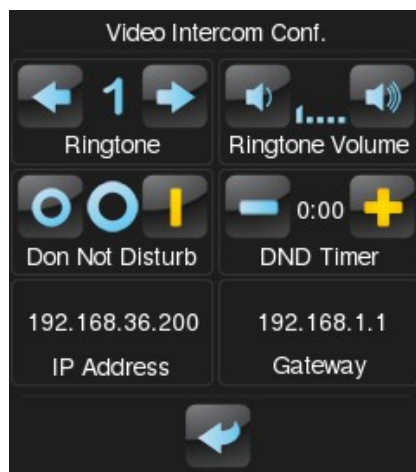 Video Intercom Conf.
1
Ringtone
Ringtone Volume
Don Not Disturb
0:00
DND Timer
192.168.36.200
192.168.1.1
IP Address
Gateway